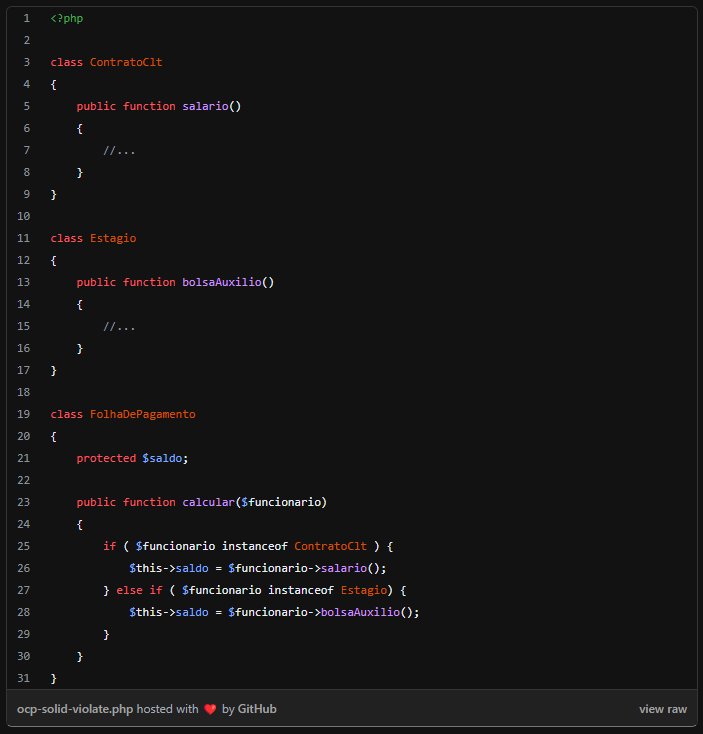 1 <?php
2
3 class ContratoClt
4 {
5     public function salario()
6     {
7         //...
8     }
9 }
10
11 class Estagio
12 {
13     public function bolsaAuxilio()
14     {
15         //...
16     }
17 }
18
19 class FolhaDePagamento
20 {
21     protected $saldo;
22
23     public function calcular($funcionario)
24     {
25         if ( $funcionario instanceof ContratoClt ) {
26             $this->saldo = $funcionario->salario();
27         } else if ( $funcionario instanceof Estagio) {
28             $this->saldo = $funcionario->bolsaAuxilio();
29         }
30     }
31 }
ocp-solid-violate.php hosted with ❤ by GitHub view raw